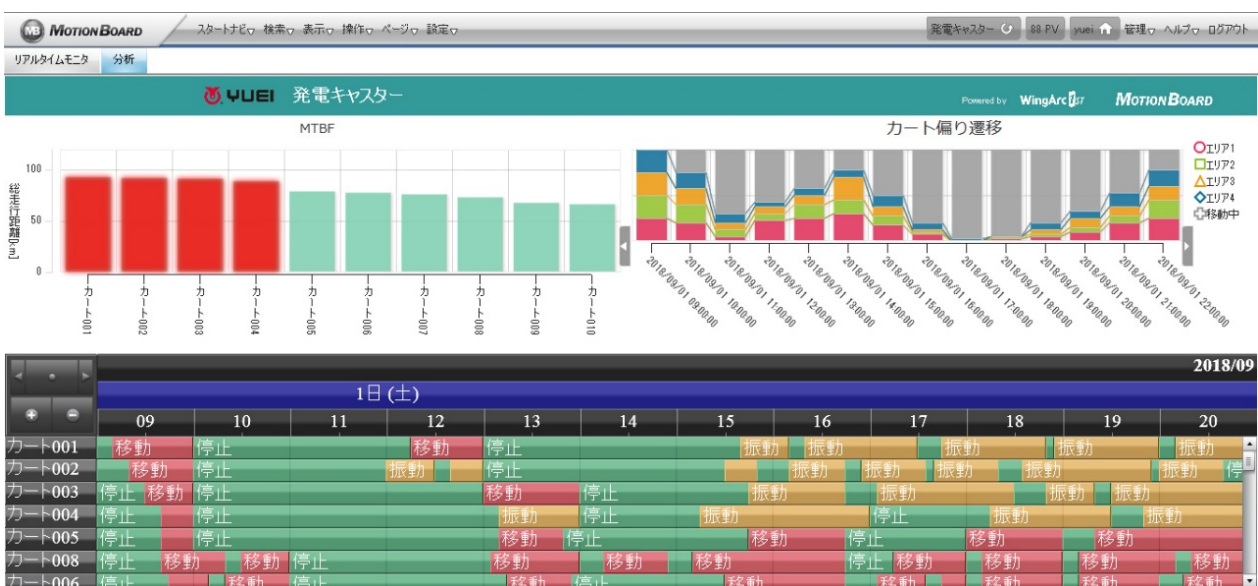 MB MOTIONBOARD スタートナビ▽ 検索▽ 表示▽ 操作▽ ページ▽ 設定▽ 発電キャスター 88 PV yuei 管理▽ ヘルプ▽ ログアウト
リアルタイムモニタ 分析
YUEI 発電キャスター Powered by WingArc 1ST MOTIONBOARD
MTBF
カート偏り遷移
総走行距離[km]
100
50
0
カート001 カート002 カート003 カート004 カート005 カート006 カート007 カート008 カート009 カート010
エリア1
エリア2
エリア3
エリア4
移動中
2018/09/01 09:00:00
2018/09/01 10:00:00
2018/09/01 11:00:00
2018/09/01 12:00:00
2018/09/01 13:00:00
2018/09/01 14:00:00
2018/09/01 15:00:00
2018/09/01 16:00:00
2018/09/01 17:00:00
2018/09/01 18:00:00
2018/09/01 19:00:00
2018/09/01 20:00:00
2018/09/01 21:00:00
2018/09/01 22:00:00
2018/09
1日 (土)
09 10 11 12 13 14 15 16 17 18 19 20
カート001 移動 停止 移動 停止 振動 振動 振動 振動 振動
カート002 移動 停止 振動 停止 振動 振動 振動 振動 振動 停
カート003 停止 移動 停止 移動 停止 振動 振動 振動 振動
カート004 停止 停止 振動 停止 振動 停止 振動 振動
カート005 停止 停止 移動 停止 移動 停止 移動 移動
カート008 停止 移動 移動 停止 移動 移動 移動 停止 移動 移動 移動 移動
カート006 停止 移動 停止 移動 停止 移動 移動 移動 移動 移動